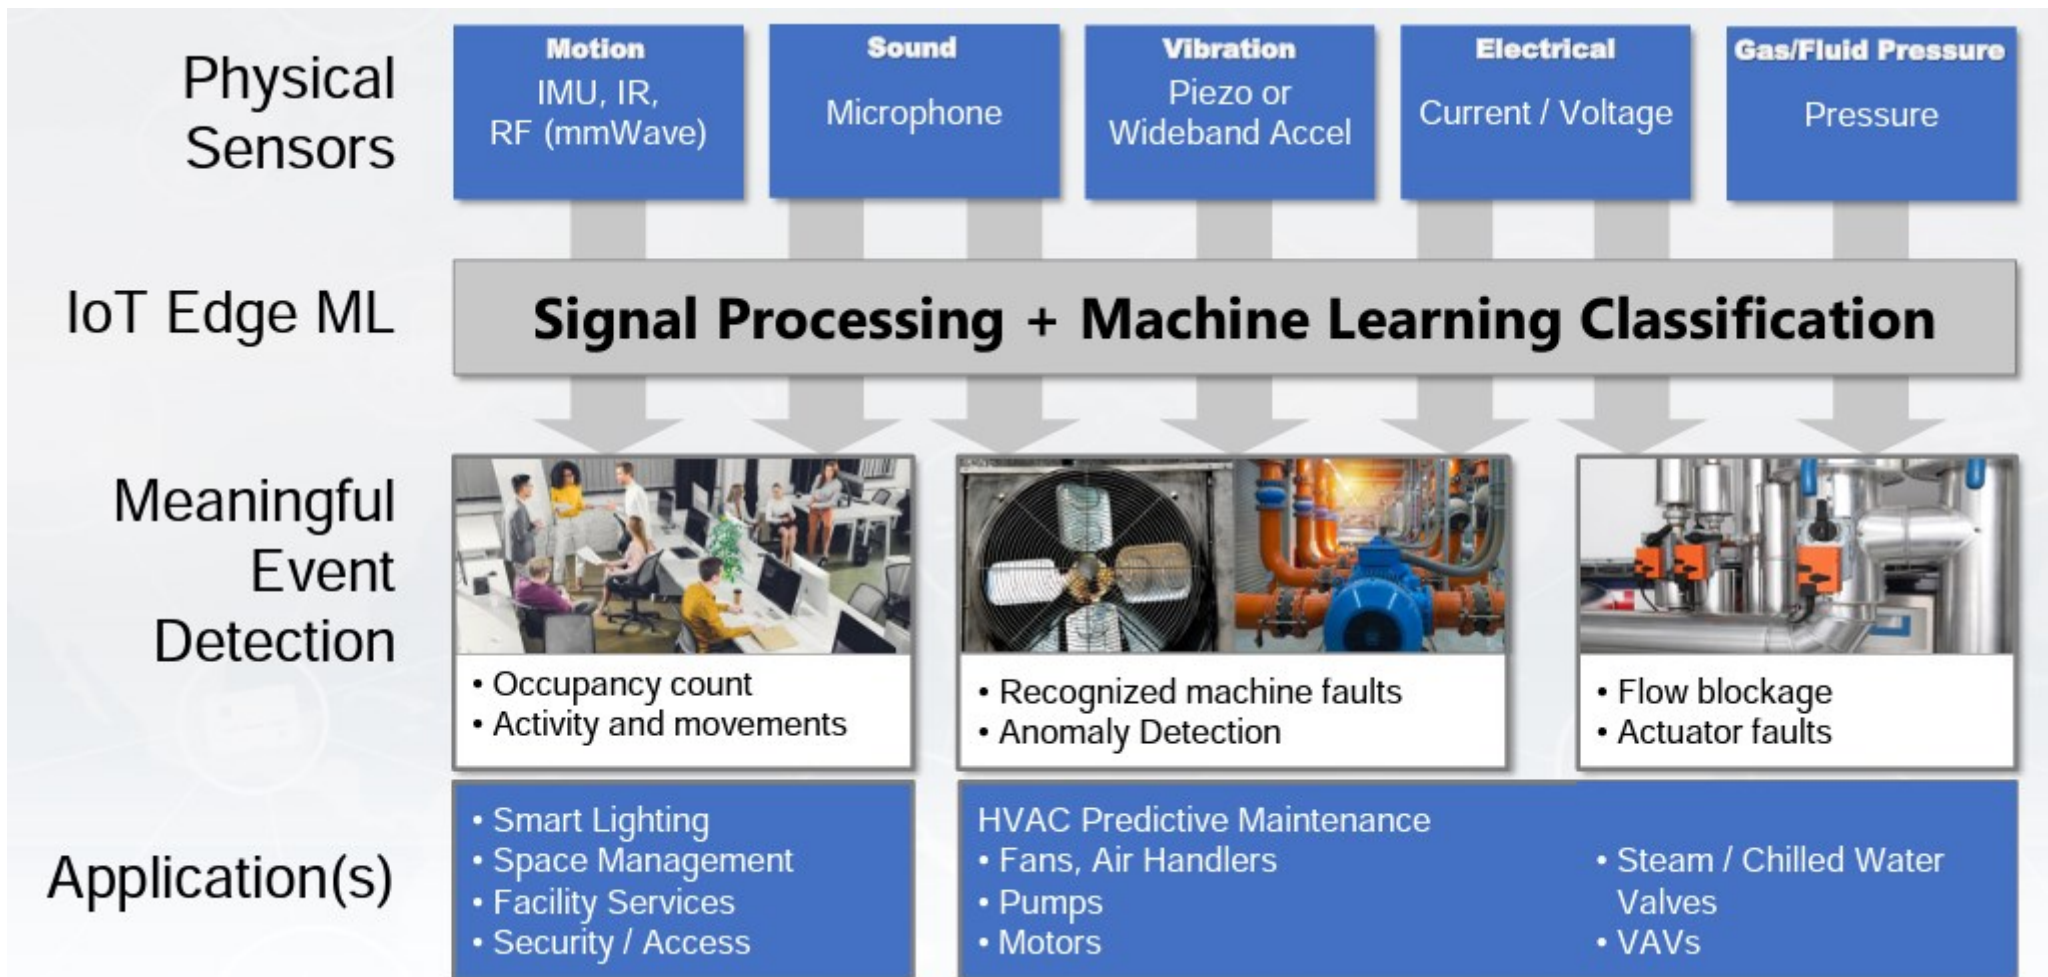 Physical
Sensors
Motion
IMU, IR,
RF (mmWave)
Sound
Microphone
Vibration
Piezo or
Wideband Accel
Electrical
Current / Voltage
Gas/Fluid Pressure
Pressure
IoT Edge ML
Signal Processing + Machine Learning Classification
Meaningful
Event
Detection
• Occupancy count
• Activity and movements
• Recognized machine faults
• Anomaly Detection
• Flow blockage
• Actuator faults
Application(s)
• Smart Lighting
• Space Management
• Facility Services
• Security / Access
HVAC Predictive Maintenance
• Fans, Air Handlers
• Pumps
• Motors
• Steam / Chilled Water
Valves
• VAVs